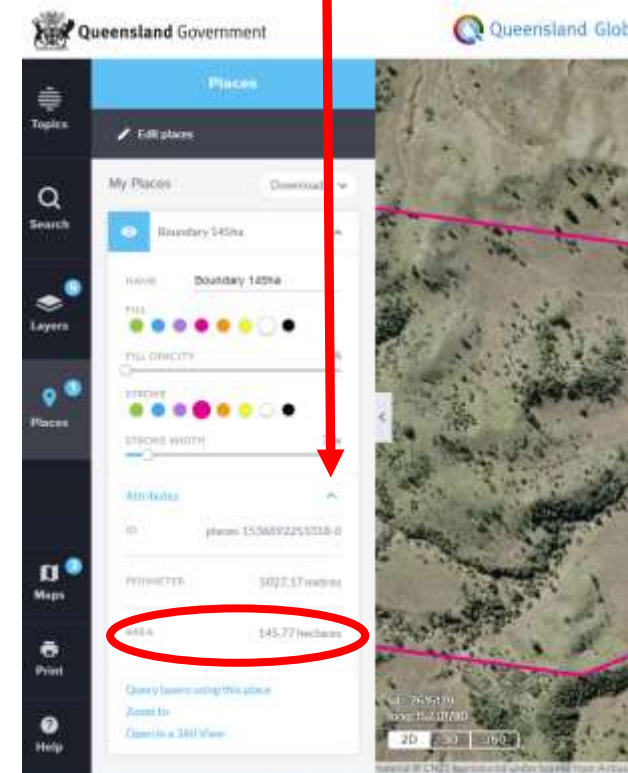 Queensland Government
Queensland Glob
Places
Topics
Edit places
My Places
Download
Search
Boundary 145ha
NAME Boundary 145ha
FILL
Layers
FILL OPACITY
STROKE
Places
STROKE WIDTH
Attributes
ID places-1536892253318-0
Maps
PERIMETER 5027.17 metres
AREA 145.77 hectares
Print
Query layers using this place
Zoom to
Open in a 360 View
Help
2D 3D 360